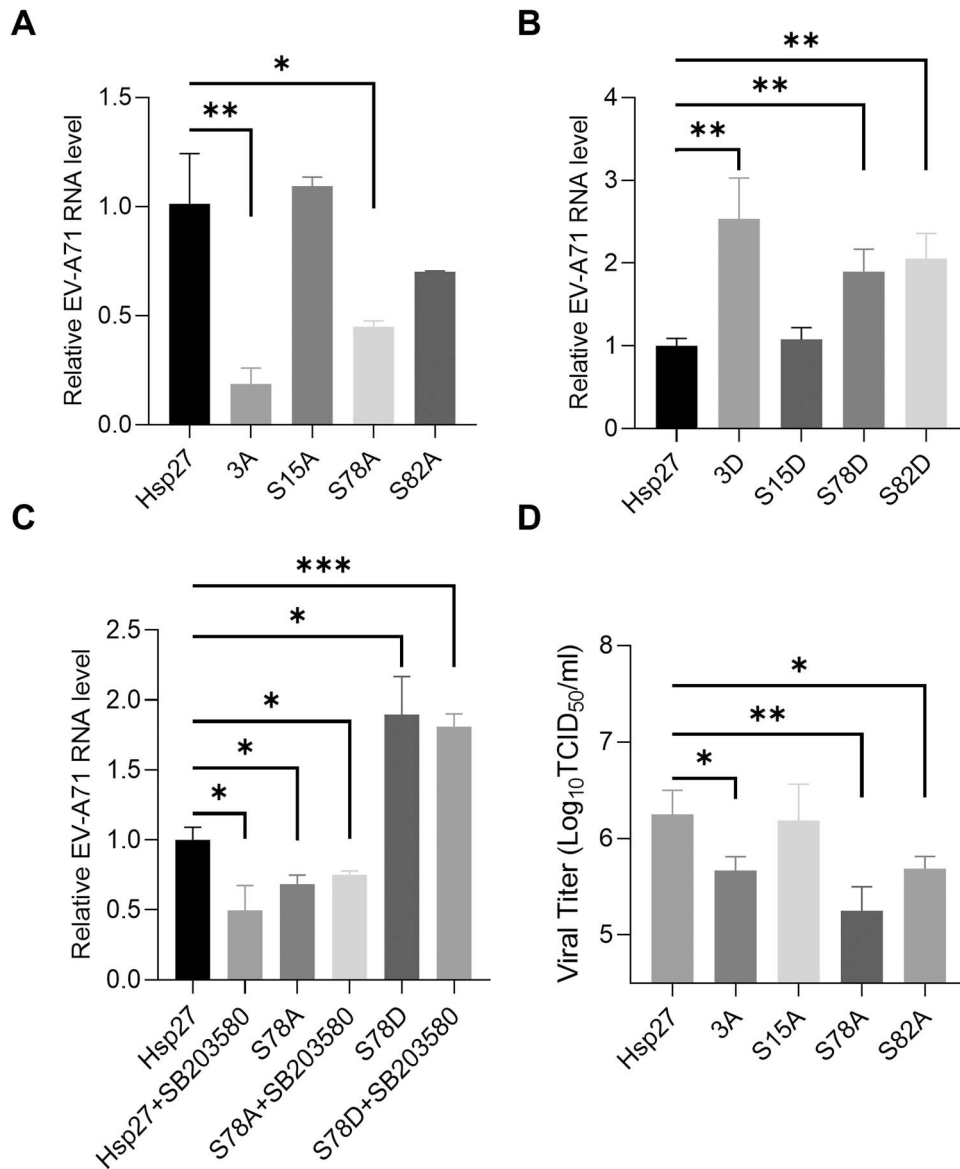 A
Relative EV-A71 RNA level
1.5
1.0
0.5
0.0
**
*
Hsp27
3A
S15A
S78A
S82A
B
Relative EV-A71 RNA level
4
3
2
1
0
**
**
**
Hsp27
3D
S15D
S78D
S82D
C
Relative EV-A71 RNA level
2.5
2.0
1.5
1.0
0.5
0.0
***
*
*
*
*
Hsp27
Hsp27+SB203580
S78A
S78A+SB203580
S78D
S78D+SB203580
D
Viral Titer (Log₁₀TCID₅₀/ml)
8
7
6
5
*
**
*
Hsp27
3A
S15A
S78A
S82A